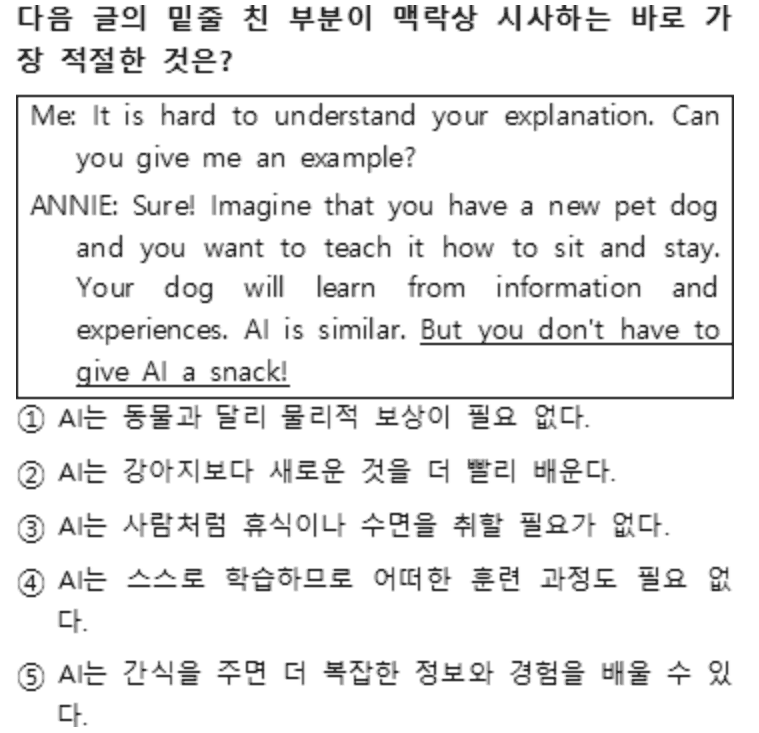 다음 글의 밑줄 친 부분이 맥락상 시사하는 바로 가
장 적절한 것은?
Me: It is hard to understand your explanation. Can
you give me an example?
ANNIE: Sure! Imagine that you have a new pet dog
and you want to teach it how to sit and stay.
Your dog will learn from information and
experiences. AI is similar. But you don't have to
give AI a snack!
① AI는 동물과 달리 물리적 보상이 필요 없다.
② AI는 강아지보다 새로운 것을 더 빨리 배운다.
③ AI는 사람처럼 휴식이나 수면을 취할 필요가 없다.
④ AI는 스스로 학습하므로 어떠한 훈련 과정도 필요 없
다.
⑤ AI는 간식을 주면 더 복잡한 정보와 경험을 배울 수 있
다.